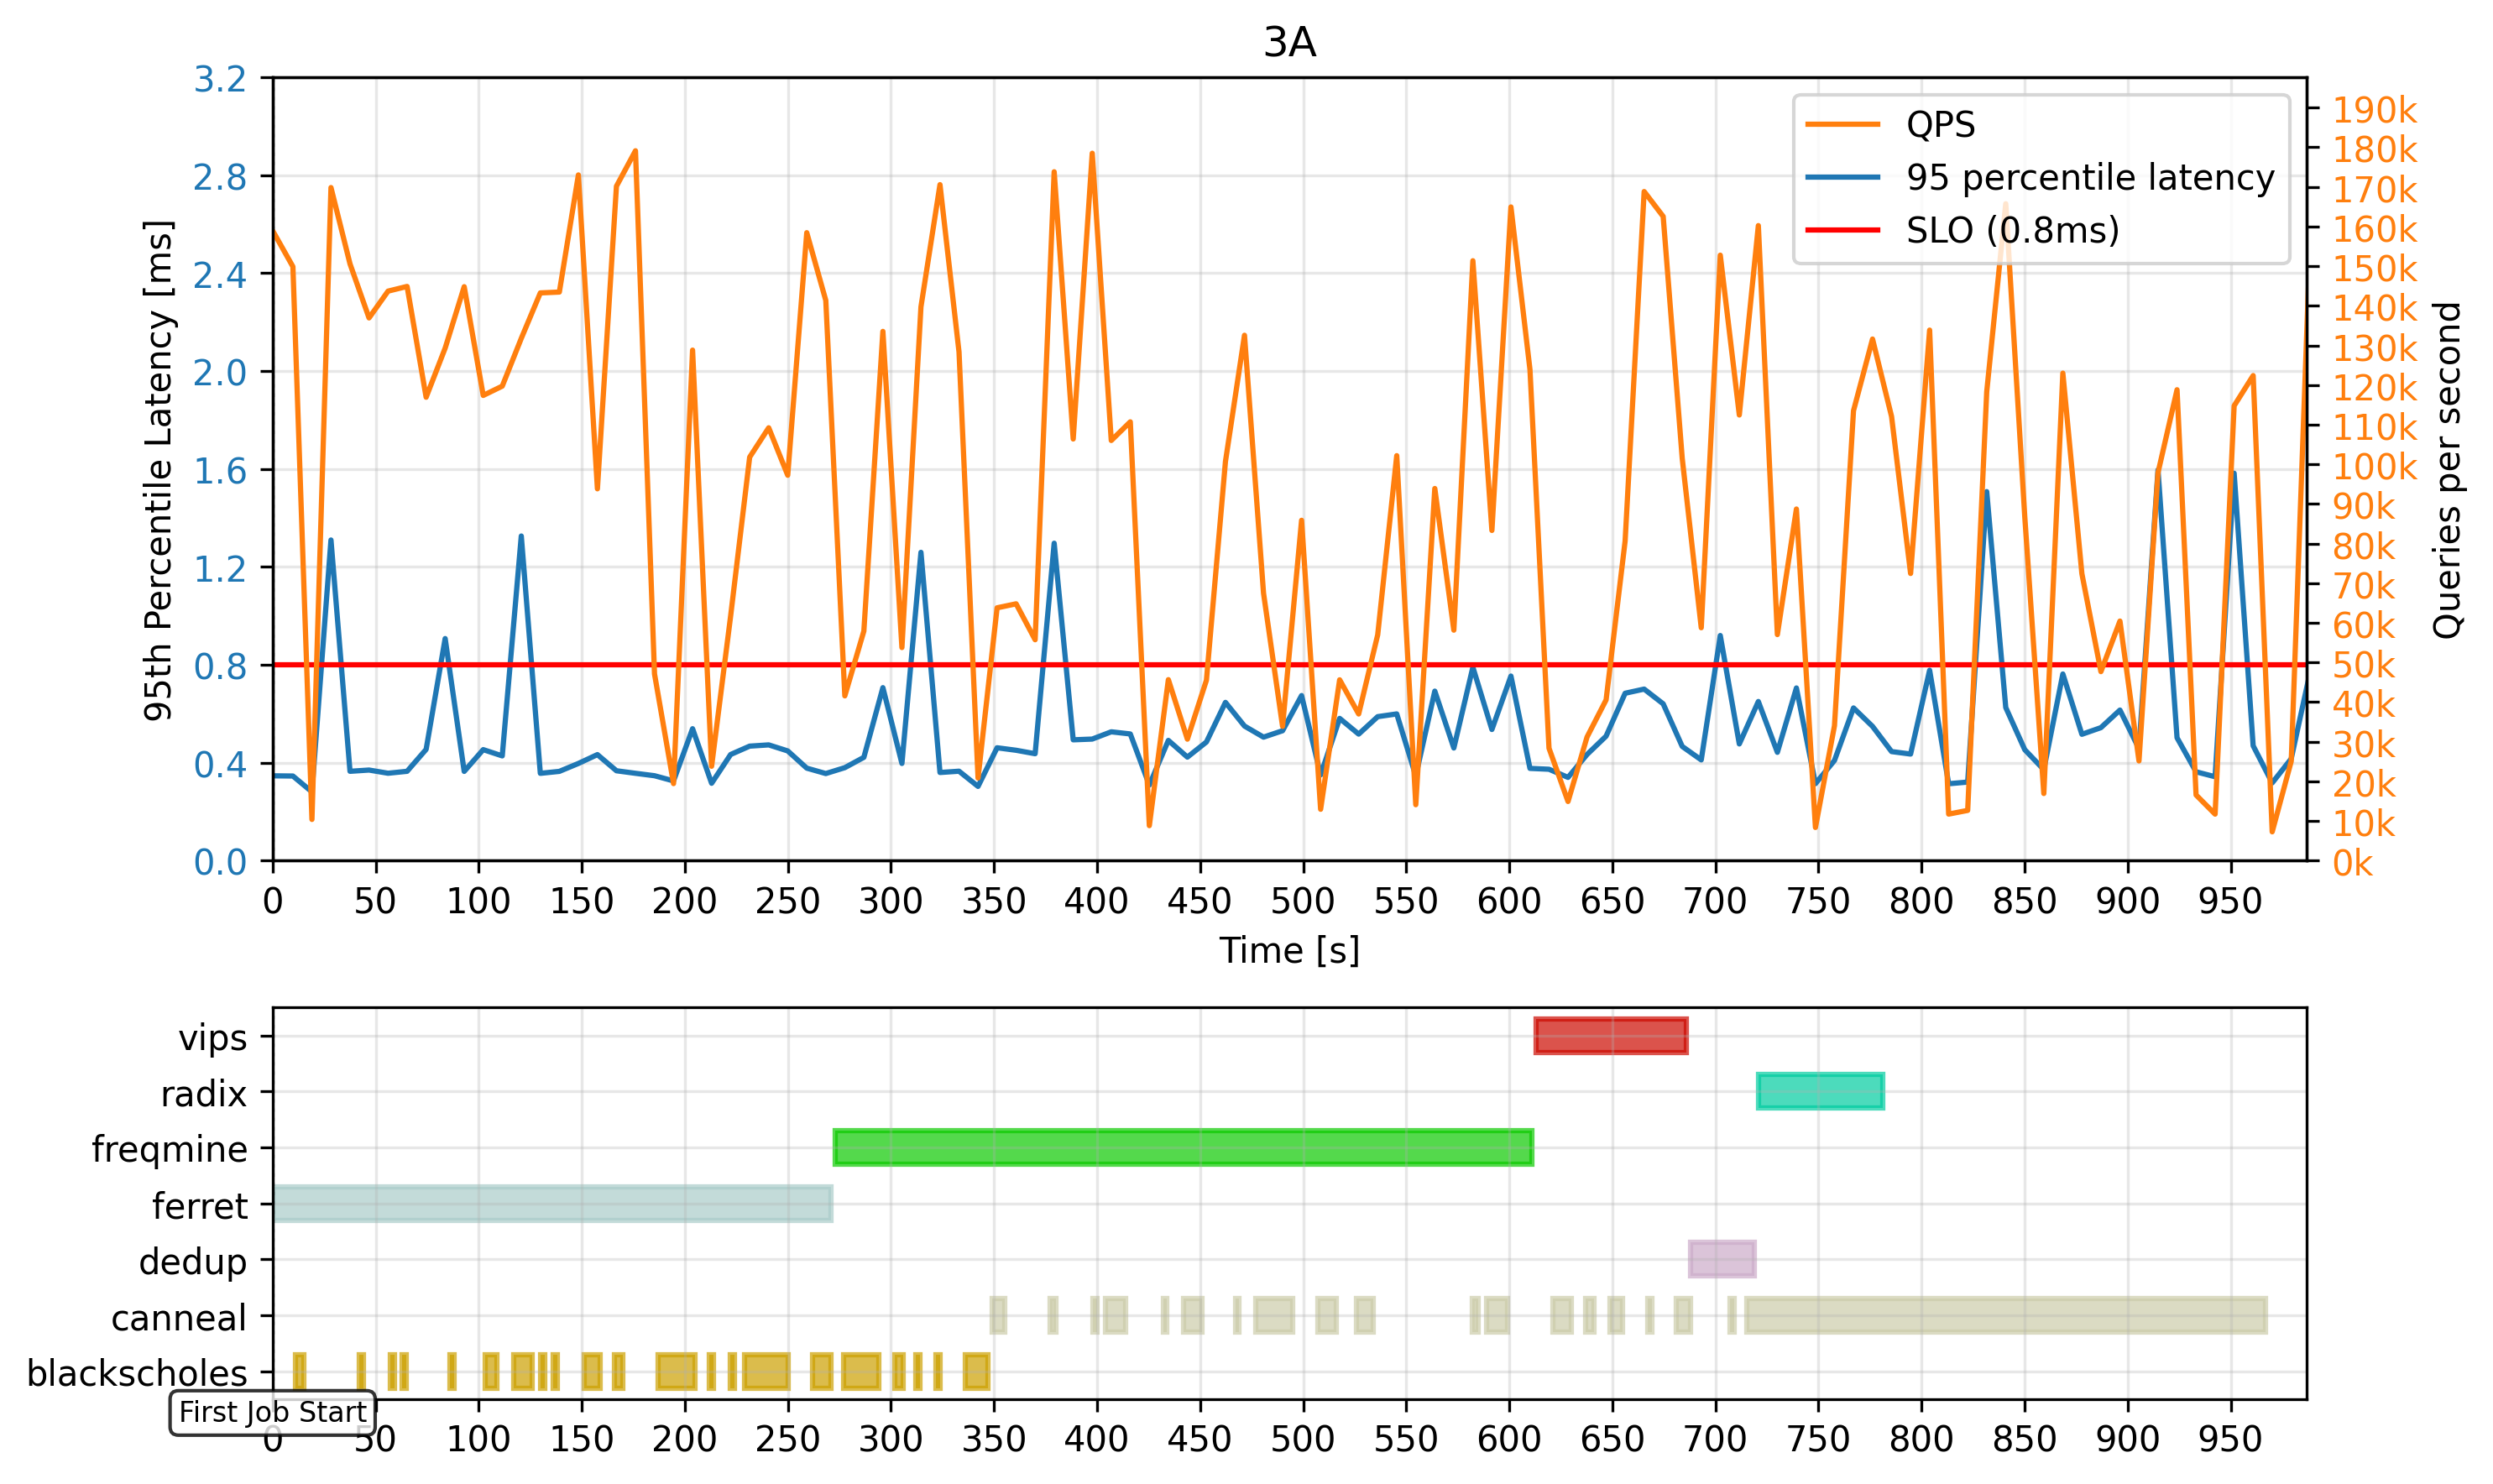 3A
3.2
2.8
2.4
2.0
1.6
1.2
0.8
0.4
0.0
95th Percentile Latency [ms]
QPS
95 percentile latency
SLO (0.8ms)
190k
180k
170k
160k
150k
140k
130k
120k
110k
100k
90k
80k
70k
60k
50k
40k
30k
20k
10k
0k
Queries per second
0 50 100 150 200 250 300 350 400 450 500 550 600 650 700 750 800 850 900 950
Time [s]
vips
radix
freqmine
ferret
dedup
canneal
blackscholes
First Job Start
0 50 100 150 200 250 300 350 400 450 500 550 600 650 700 750 800 850 900 950